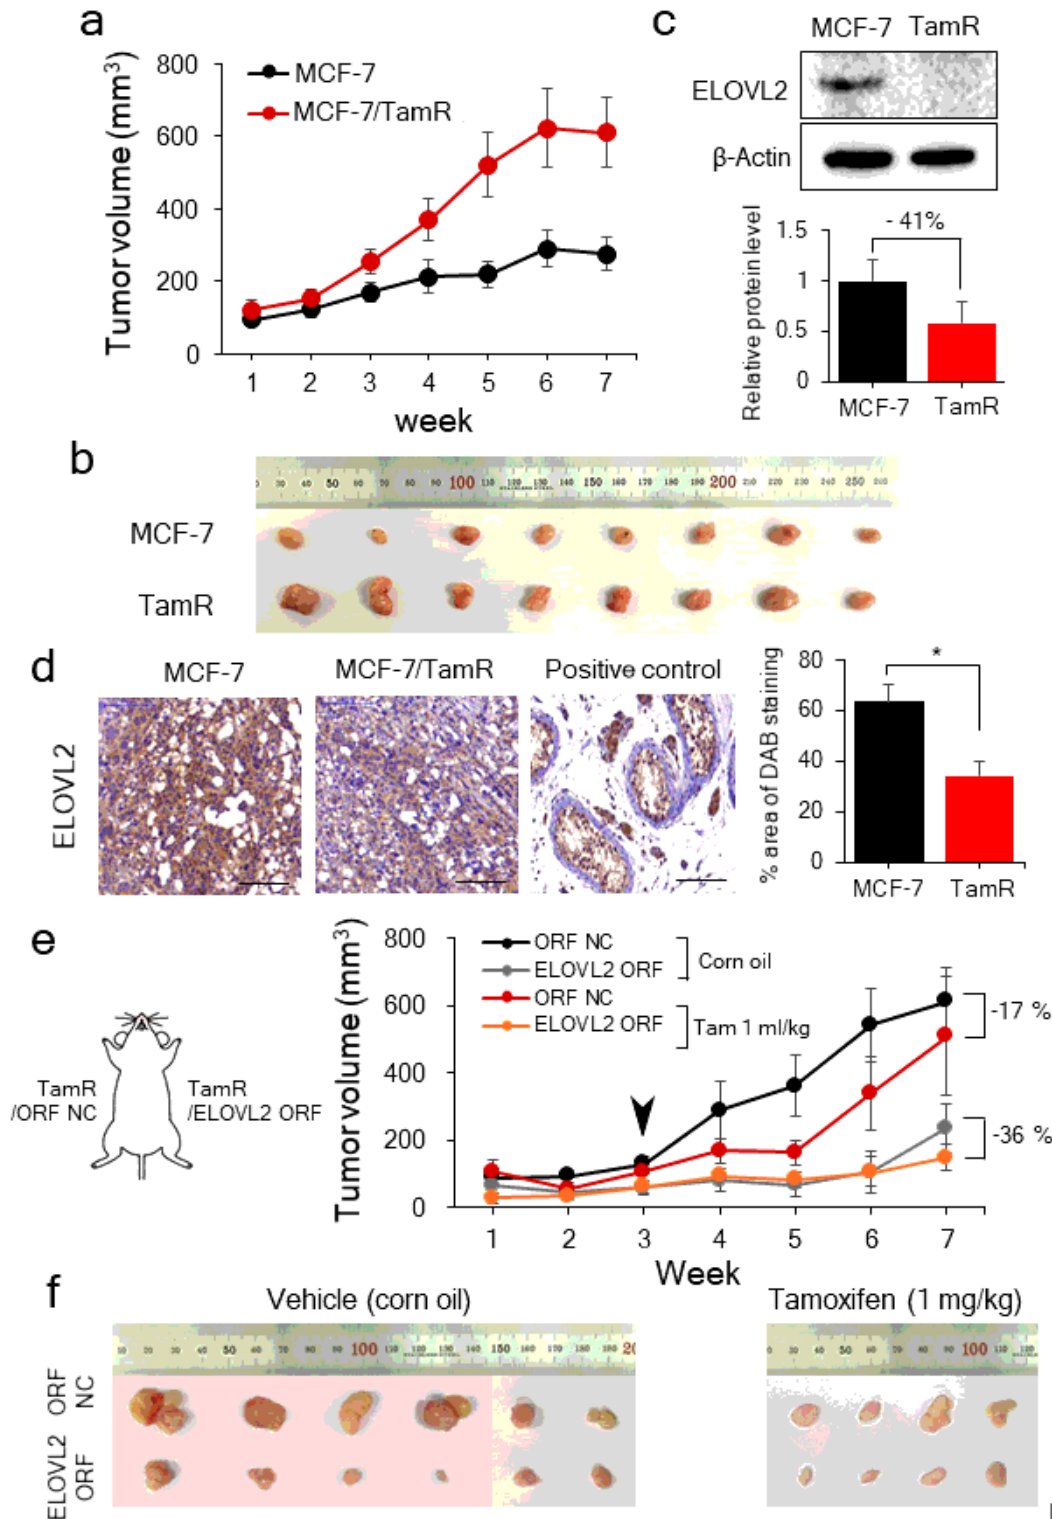 a
Tumor volume (mm³)
800
600
400
200
0
MCF-7
MCF-7/TamR
1 2 3 4 5 6 7
week
c
MCF-7 TamR
ELOVL2
β-Actin
Relative protein level
1.5
1
0.5
0
- 41%
MCF-7 TamR
b
100
200
MCF-7
TamR
d
MCF-7
MCF-7/TamR
Positive control
ELOVL2
% area of DAB staining
80
60
40
20
0
*
MCF-7 TamR
e
TamR
/ORF NC
TamR
/ELOVL2 ORF
Tumor volume (mm³)
800
600
400
200
0
ORF NC
ELOVL2 ORF
Corn oil
ORF NC
ELOVL2 ORF
Tam 1 ml/kg
-17 %
-36 %
1 2 3 4 5 6 7
Week
f
Vehicle (corn oil)
Tamoxifen (1 mg/kg)
100
100
ORF
NC
ELOVL2
ORF